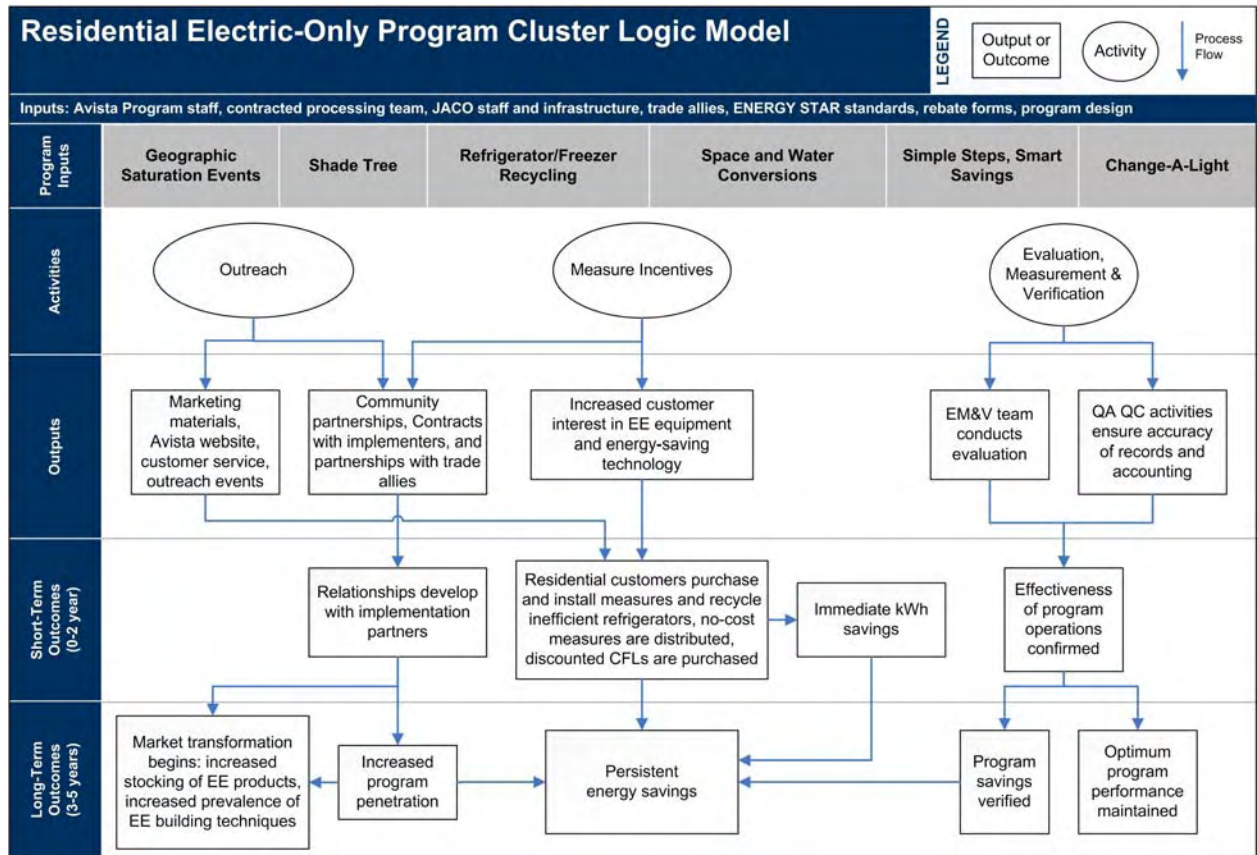 Residential Electric-Only Program Cluster Logic Model
LEGEND
Output or
Outcome
Activity
Process
Flow
Inputs: Avista Program staff, contracted processing team, JACO staff and infrastructure, trade allies, ENERGY STAR standards, rebate forms, program design
Program
Inputs
Geographic
Saturation Events
Shade Tree
Refrigerator/Freezer
Recycling
Space and Water
Conversions
Simple Steps, Smart
Savings
Change-A-Light
Activities
Outreach
Measure Incentives
Evaluation,
Measurement &
Verification
Outputs
Marketing
materials,
Avista website,
customer service,
outreach events
Community
partnerships, Contracts
with implementers, and
partnerships with trade
allies
Increased customer
interest in EE equipment
and energy-saving
technology
EM&V team
conducts
evaluation
QA QC activities
ensure accuracy
of records and
accounting
Short-Term
Outcomes
(0-2 year)
Relationships develop
with implementation
partners
Residential customers purchase
and install measures and recycle
inefficient refrigerators, no-cost
measures are distributed,
discounted CFLs are purchased
Immediate kWh
savings
Effectiveness
of program
operations
confirmed
Long-Term
Outcomes
(3-5 years)
Market transformation
begins: increased
stocking of EE products,
increased prevalence of
EE building techniques
Increased
program
penetration
Persistent
energy savings
Program
savings
verified
Optimum
program
performance
maintained